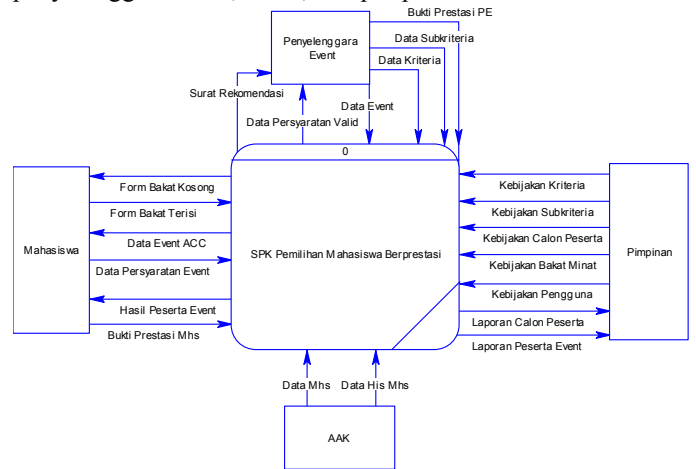 Bukti Prestasi PE
Penyelenggara
Event
Data Subkriteria
Data Kriteria
Surat Rekomendasi
Data Event
Data Persyaratan Valid
0
Form Bakat Kosong
Form Bakat Terisi
Data Event ACC
Data Persyaratan Event
Hasil Peserta Event
Bukti Prestasi Mhs
Mahasiswa
SPK Pemilihan Mahasiswa Berprestasi
Kebijakan Kriteria
Kebijakan Subkriteria
Kebijakan Calon Peserta
Kebijakan Bakat Minat
Kebijakan Pengguna
Laporan Calon Peserta
Laporan Peserta Event
Pimpinan
Data Mhs
Data His Mhs
AAK